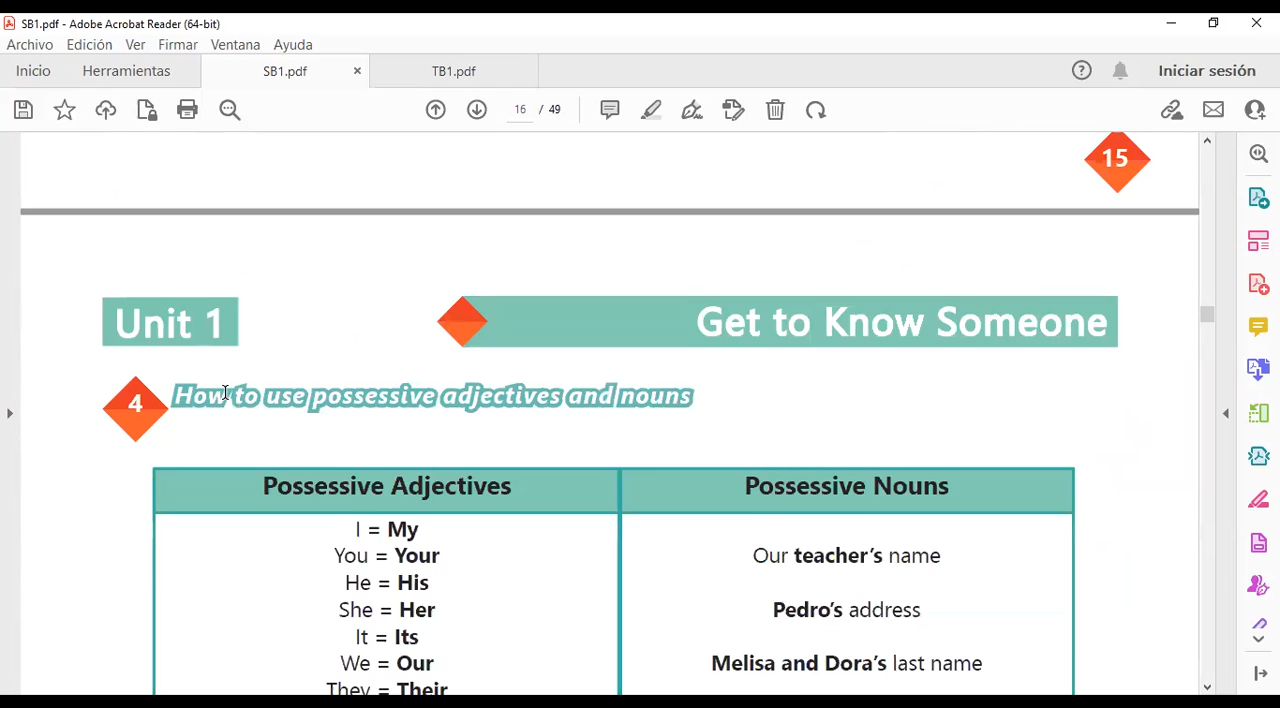 SB1.pdf - Adobe Acrobat Reader (64-bit)
Archivo Edición Ver Firmar Ventana Ayuda
Inicio Herramientas SB1.pdf × TB1.pdf Iniciar sesión
16 / 49
15
Unit 1 Get to Know Someone
4 How to use possessive adjectives and nouns
Possessive Adjectives Possessive Nouns
I = My
You = Your Our teacher's name
He = His
She = Her Pedro's address
It = Its
We = Our Melisa and Dora's last name
They = Their